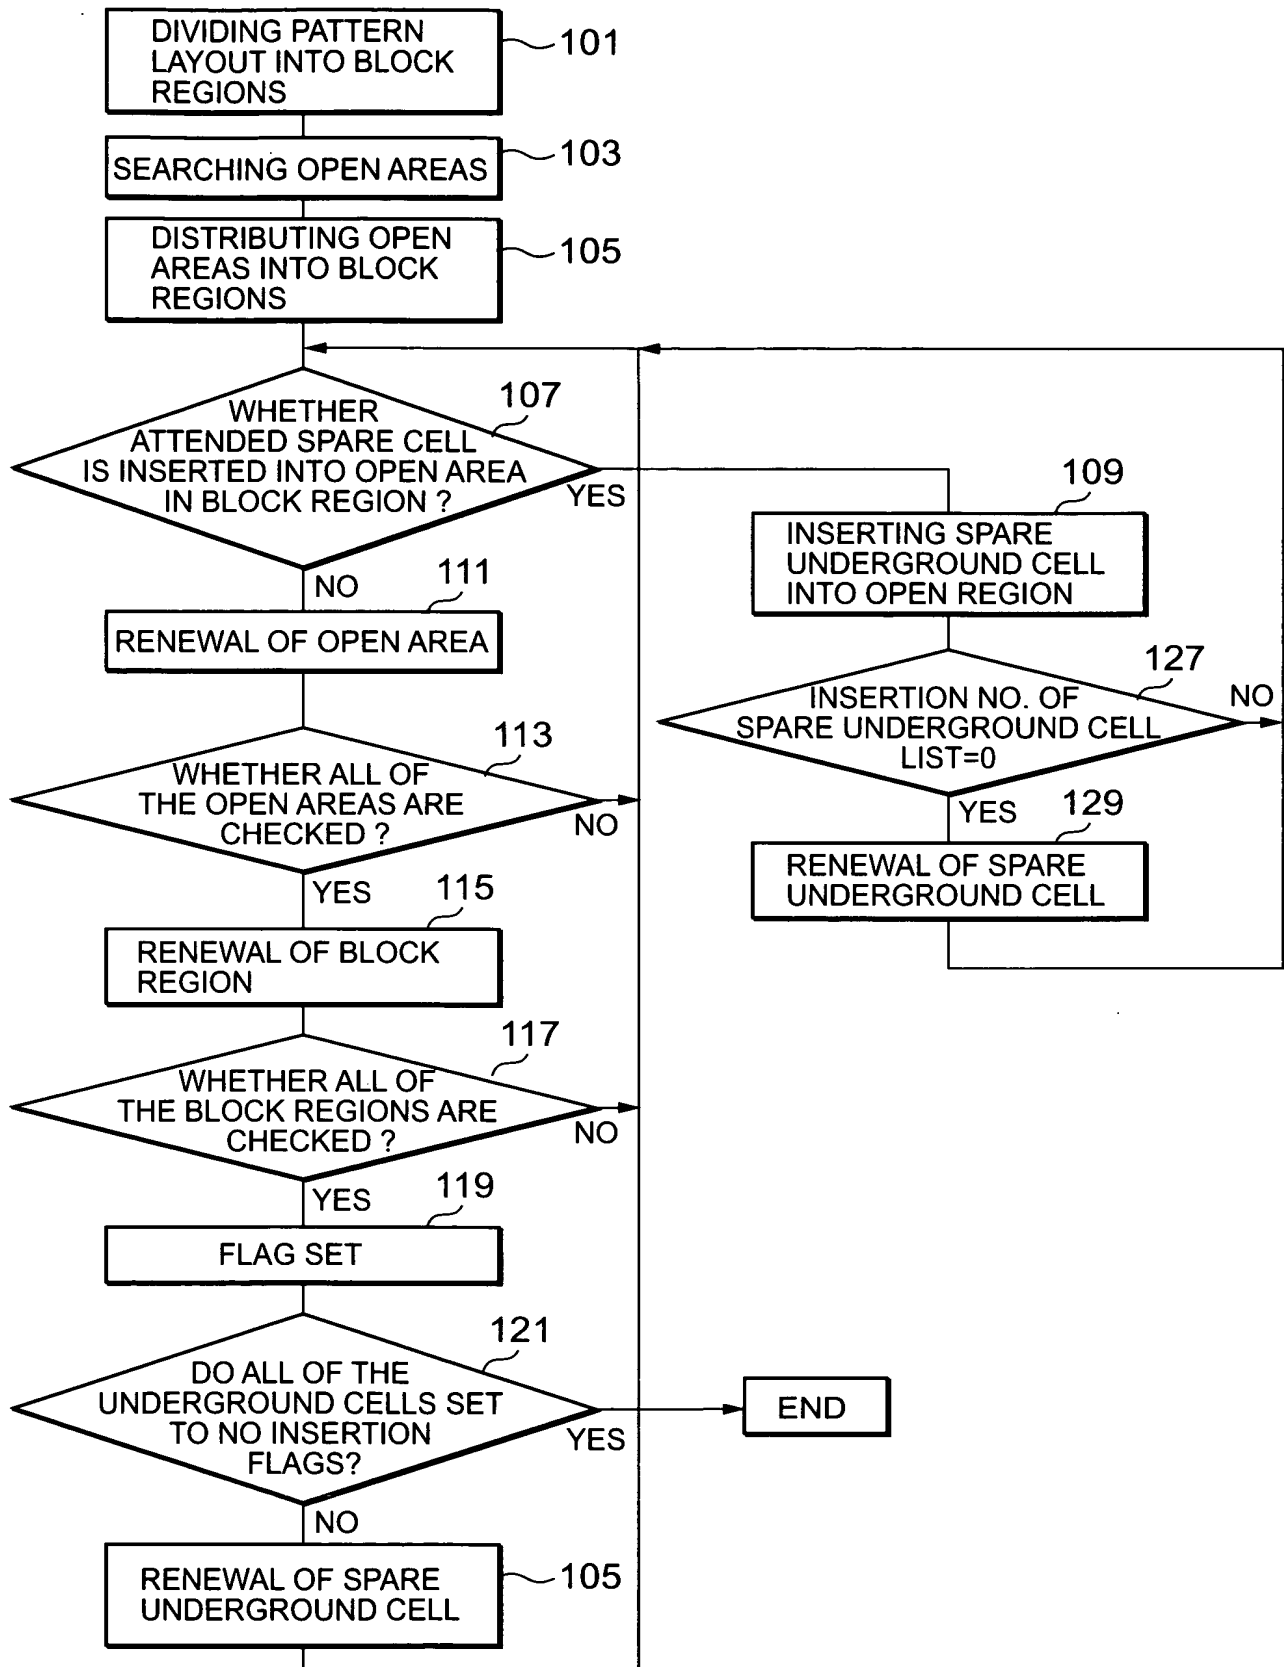 DIVIDING PATTERN
LAYOUT INTO BLOCK
REGIONS
101
SEARCHING OPEN AREAS
103
DISTRIBUTING OPEN
AREAS INTO BLOCK
REGIONS
105
WHETHER
ATTENDED SPARE CELL
IS INSERTED INTO OPEN AREA
IN BLOCK REGION ?
107
YES
NO
109
INSERTING SPARE
UNDERGROUND CELL
INTO OPEN REGION
111
RENEWAL OF OPEN AREA
127
INSERTION NO. OF
SPARE UNDERGROUND CELL
LIST=0
NO
YES
113
WHETHER ALL OF
THE OPEN AREAS ARE
CHECKED ?
NO
YES
129
RENEWAL OF SPARE
UNDERGROUND CELL
115
RENEWAL OF BLOCK
REGION
117
WHETHER ALL OF
THE BLOCK REGIONS ARE
CHECKED ?
NO
YES
119
FLAG SET
121
DO ALL OF THE
UNDERGROUND CELLS SET
TO NO INSERTION
FLAGS?
YES
END
NO
RENEWAL OF SPARE
UNDERGROUND CELL
105